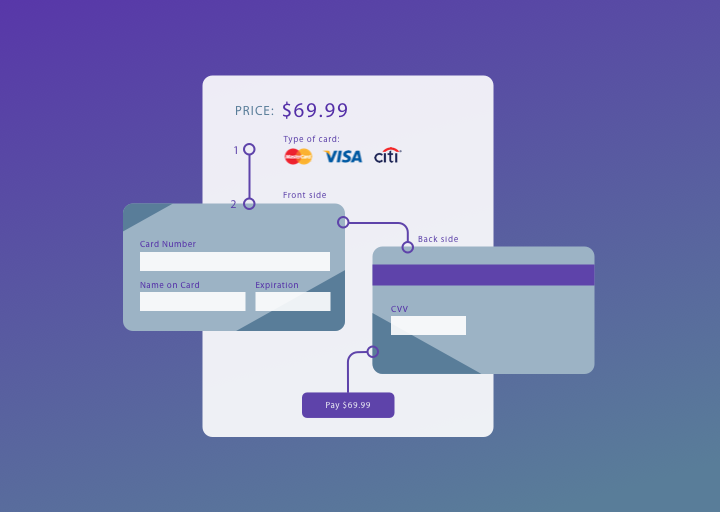 PRICE: $69.99
Type of card:
1
MasterCard VISA citi
Front side
2
Back side
Card Number
Name on Card Expiration
CVV
Pay $69.99